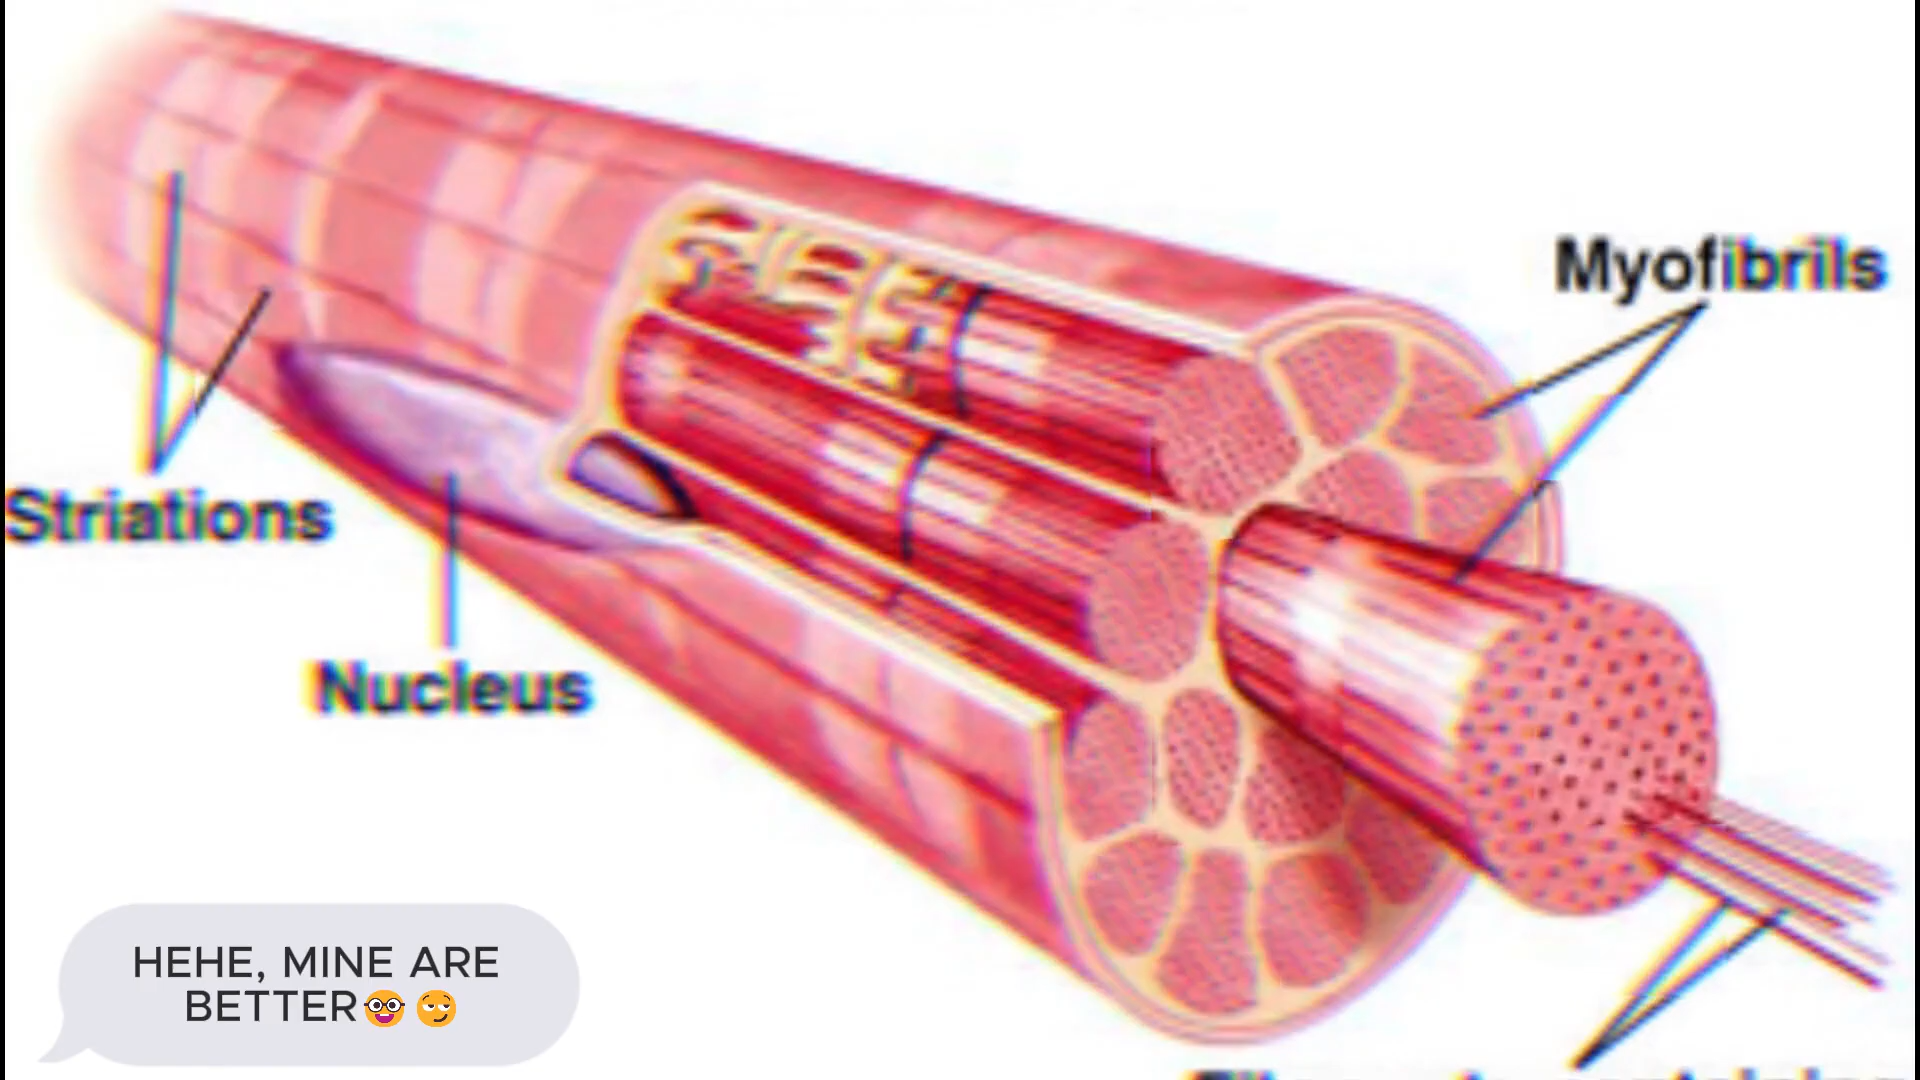 Myofibrils
Striations
Nucleus
HEHE, MINE ARE
BETTER🤓 😏